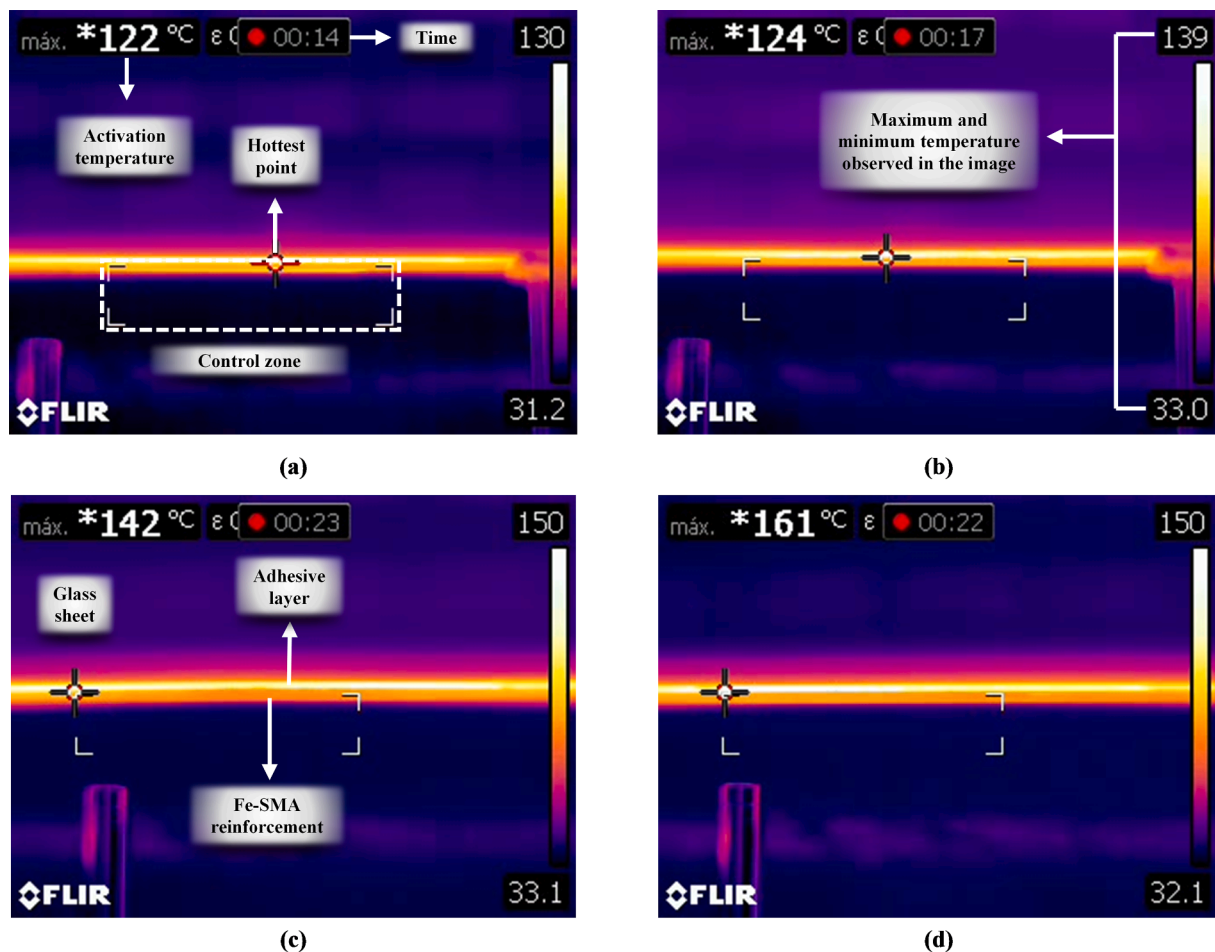 máx. *122 °C ε ( 00:14
Time
130
Activation
temperature
Hottest
point
Control zone
FLIR
31.2
(a)
máx. *124 °C ε ( 00:17
139
Maximum and
minimum temperature
observed in the image
FLIR
33.0
(b)
máx. *142 °C ε ( 00:23
150
Glass
sheet
Adhesive
layer
Fe-SMA
reinforcement
FLIR
33.1
(c)
máx. *161 °C ε 00:22
150
FLIR
32.1
(d)